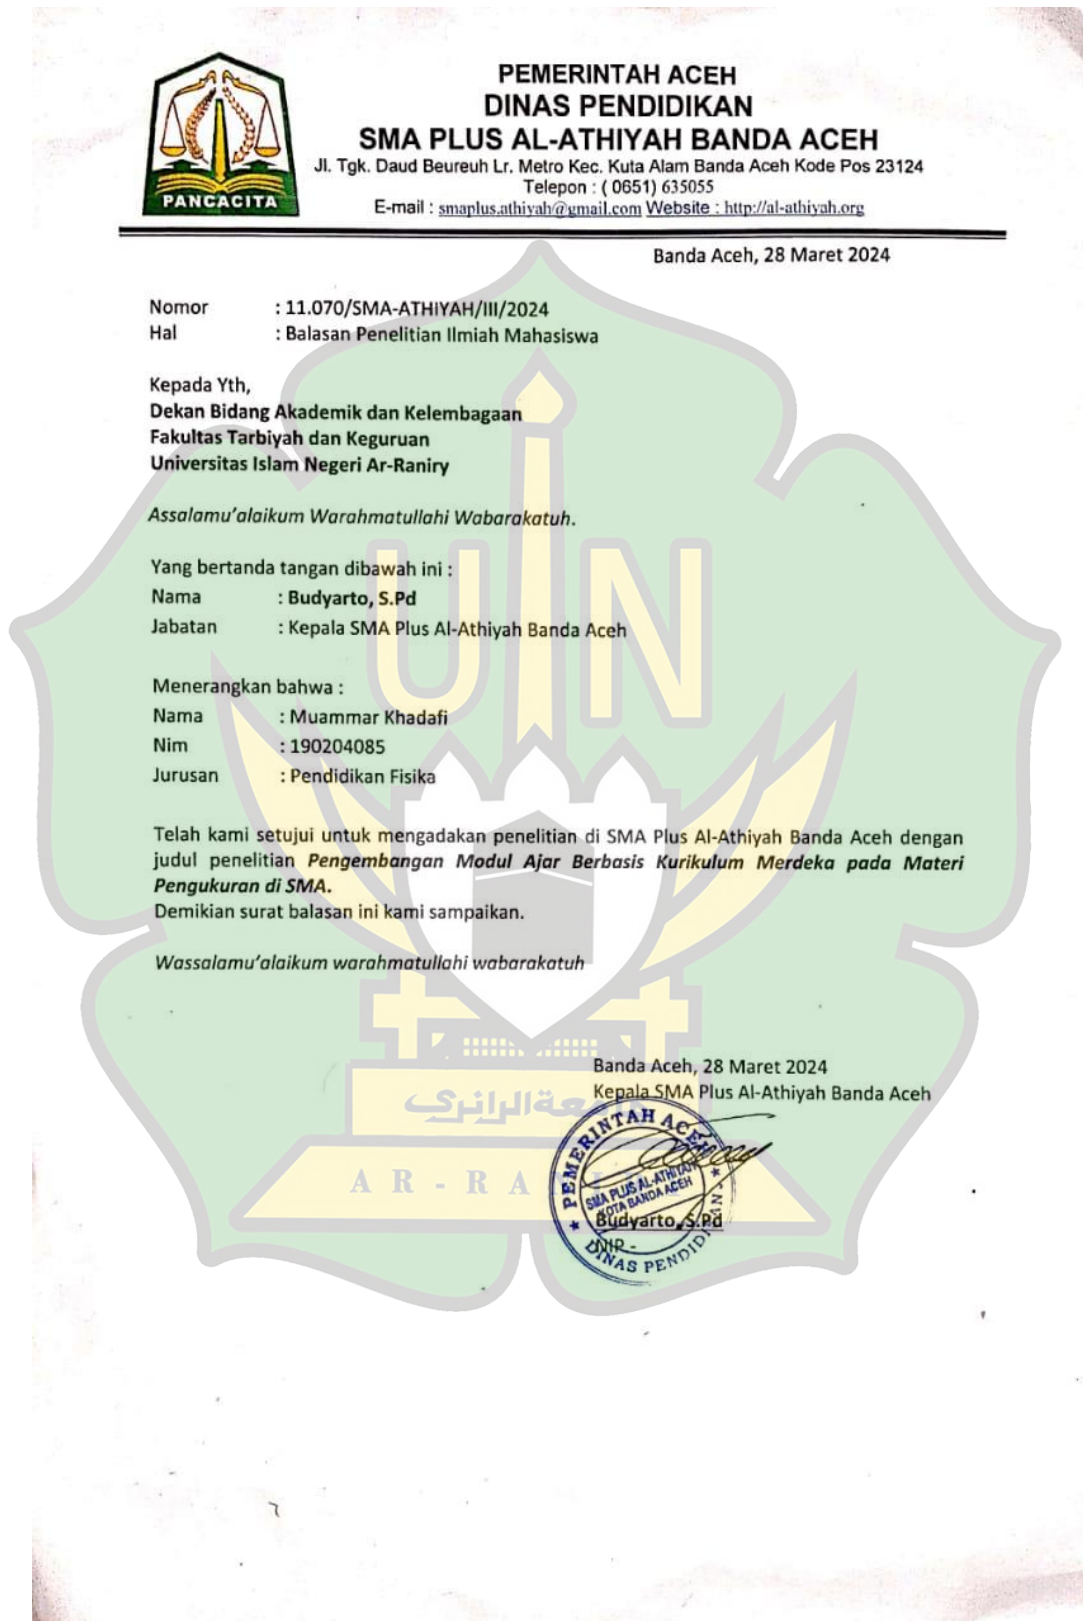 PEMERINTAH ACEH
DINAS PENDIDIKAN
SMA PLUS AL-ATHIYAH BANDA ACEH
Jl. Tgk. Daud Beureuh Lr. Metro Kec. Kuta Alam Banda Aceh Kode Pos 23124
Telepon : ( 0651) 635055
E-mail : smaplus.athiyah@gmail.com Website : http://al-athiyah.org
PANCACITA
Banda Aceh, 28 Maret 2024
Nomor : 11.070/SMA-ATHIYAH/III/2024
Hal : Balasan Penelitian Ilmiah Mahasiswa
Kepada Yth,
Dekan Bidang Akademik dan Kelembagaan
Fakultas Tarbiyah dan Keguruan
Universitas Islam Negeri Ar-Raniry
Assalamu'alaikum Warahmatullahi Wabarakatuh.
Yang bertanda tangan dibawah ini :
Nama : Budyarto, S.Pd
Jabatan : Kepala SMA Plus Al-Athiyah Banda Aceh
Menerangkan bahwa :
Nama : Muammar Khadafi
Nim : 190204085
Jurusan : Pendidikan Fisika
Telah kami setujui untuk mengadakan penelitian di SMA Plus Al-Athiyah Banda Aceh dengan
judul penelitian Pengembangan Modul Ajar Berbasis Kurikulum Merdeka pada Materi
Pengukuran di SMA.
Demikian surat balasan ini kami sampaikan.
Wassalamu'alaikum warahmatullahi wabarakatuh
Banda Aceh, 28 Maret 2024
Kepala SMA Plus Al-Athiyah Banda Aceh
PEMERINTAH ACEH
SMA PLUS AL-ATHIYAH
KOTA BANDA ACEH
DINAS PENDIDIKAN
Budyarto, S.Pd
NIP -
UIN
جامعة الرانري
AR-RA